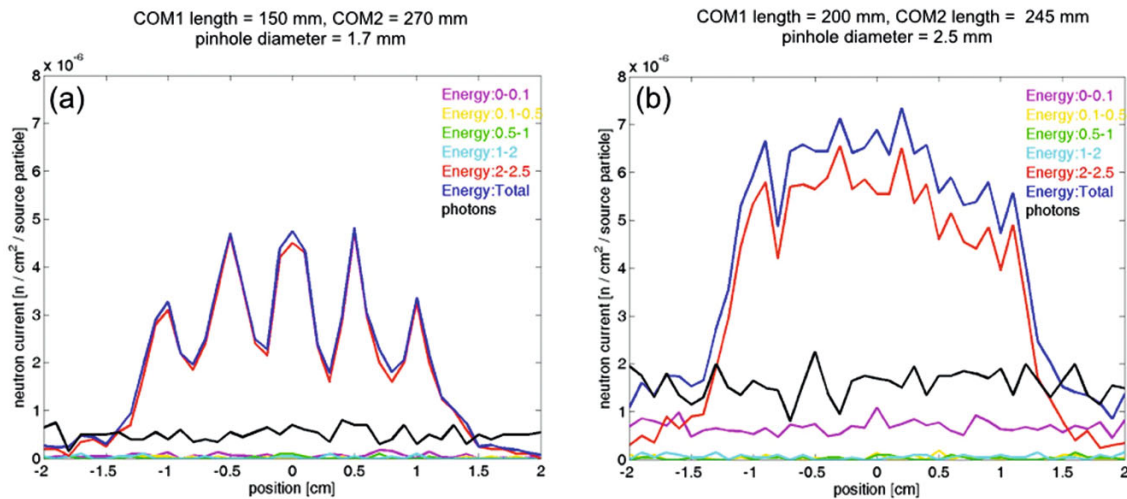 COM1 length = 150 mm, COM2 = 270 mm
pinhole diameter = 1.7 mm
x 10⁻⁶
(a)
8
7
6
5
4
3
2
1
0
neutron current [n / cm² / source particle]
Energy:0-0.1
Energy:0.1-0.5
Energy:0.5-1
Energy:1-2
Energy:2-2.5
Energy:Total
photons
-2 -1.5 -1 -0.5 0 0.5 1 1.5 2
position [cm]
COM1 length = 200 mm, COM2 length = 245 mm
pinhole diameter = 2.5 mm
x 10⁻⁶
(b)
8
7
6
5
4
3
2
1
0
neutron current [n / cm² / source particle]
Energy:0-0.1
Energy:0.1-0.5
Energy:0.5-1
Energy:1-2
Energy:2-2.5
Energy:Total
photons
-2 -1.5 -1 -0.5 0 0.5 1 1.5 2
position [cm]